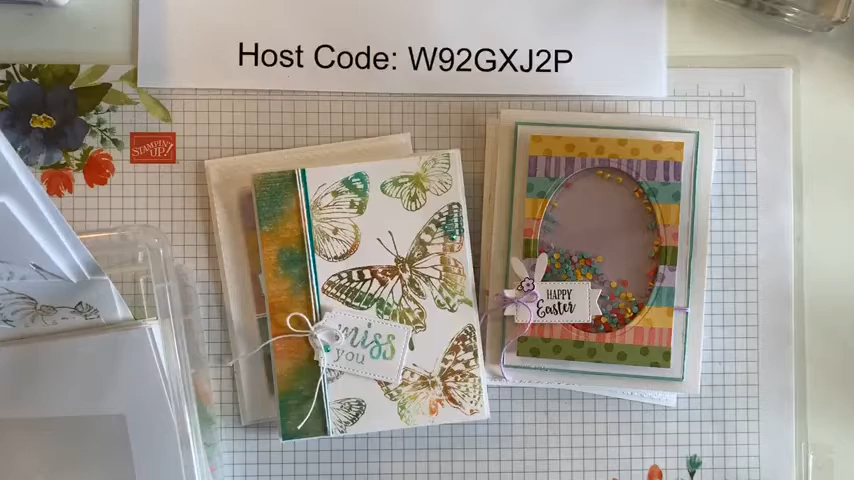 Host Code: W92GXJ2P
STAMPIN' UP!
miss
you
HAPPY
Easter